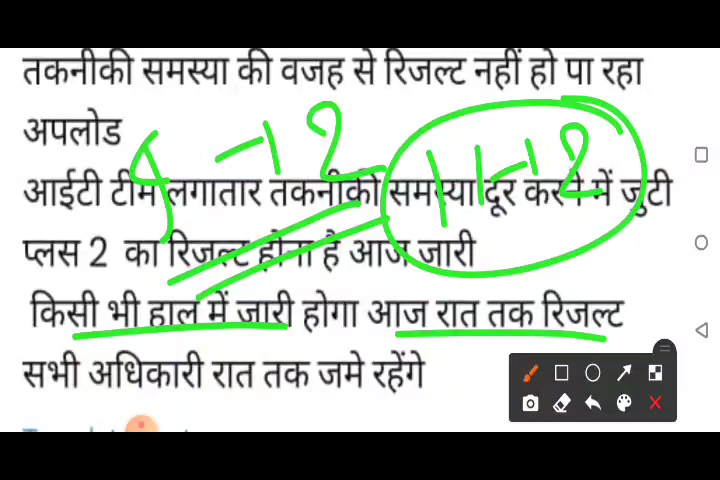 तकनीकी समस्या की वजह से रिजल्ट नहीं हो पा रहा
अपलोड
आईटी टीम लगातार तकनीकी समस्या दूर करने में जुटी
प्लस 2 का रिजल्ट होना है आज जारी
किसी भी हाल में जारी होगा आज रात तक रिजल्ट
सभी अधिकारी रात तक जमे रहेंगे
-12
11-12